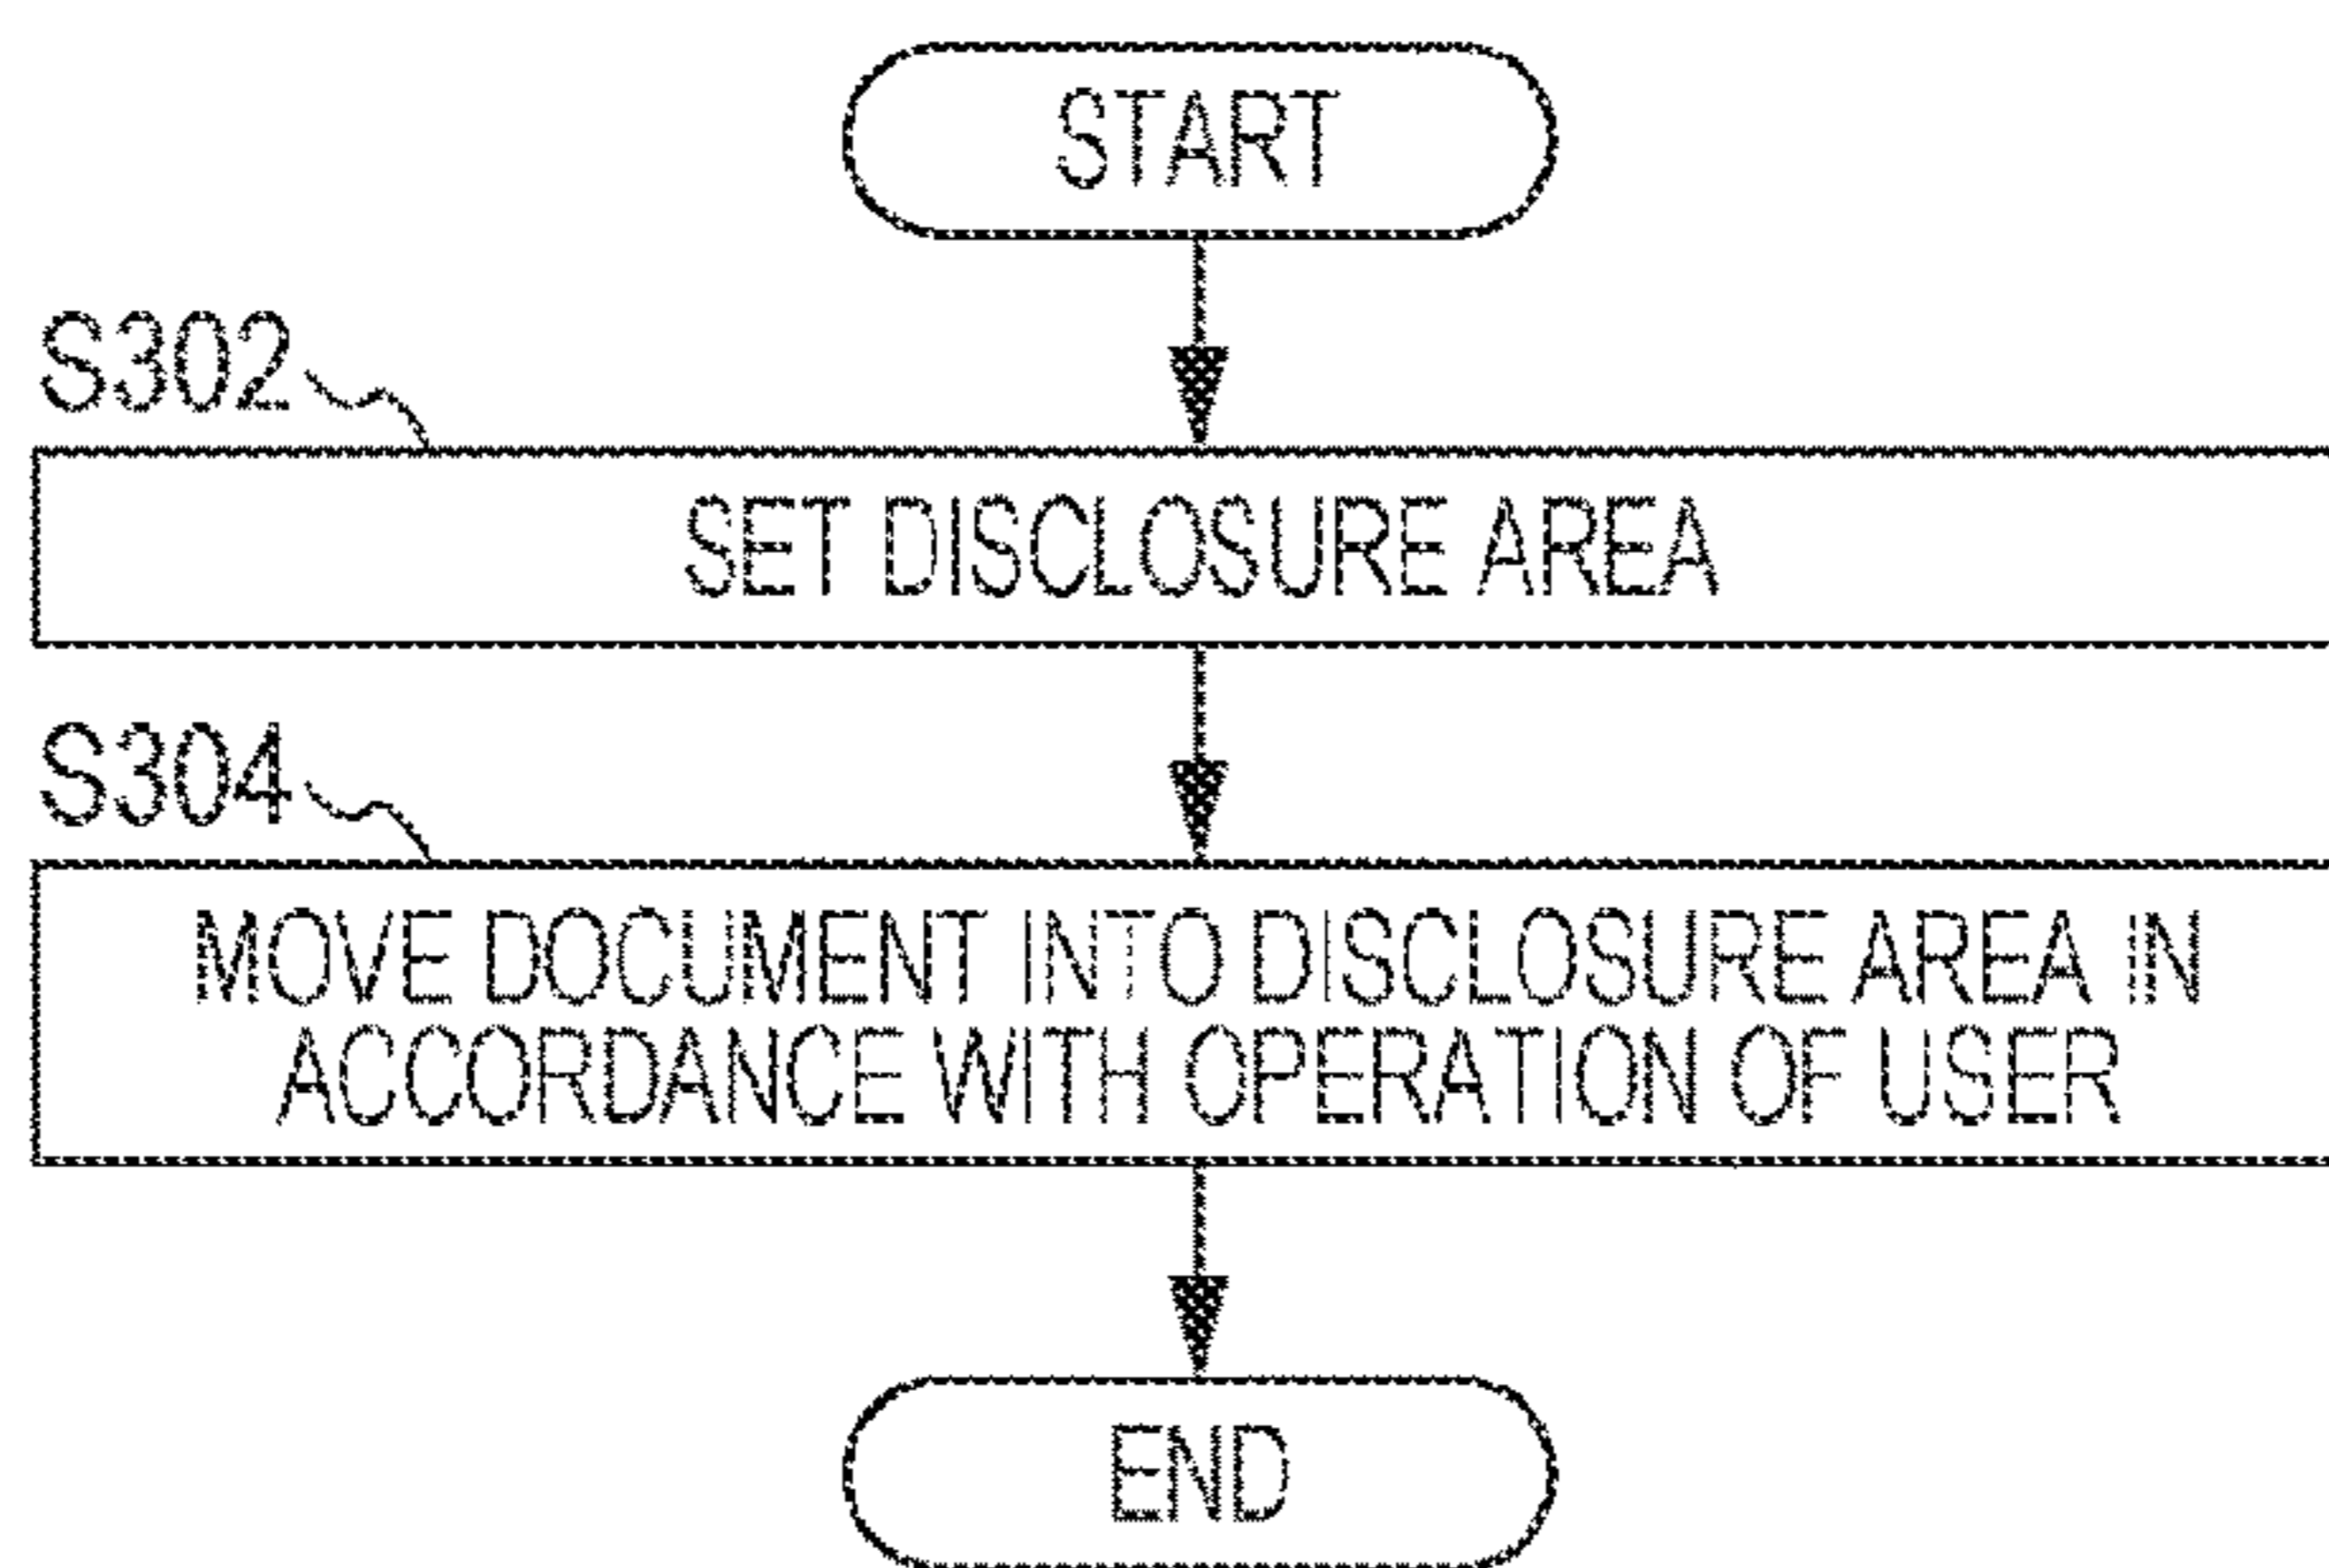 START
S302
SET DISCLOSURE AREA
S304
MOVE DOCUMENT INTO DISCLOSURE AREA IN
ACCORDANCE WITH OPERATION OF USER
END